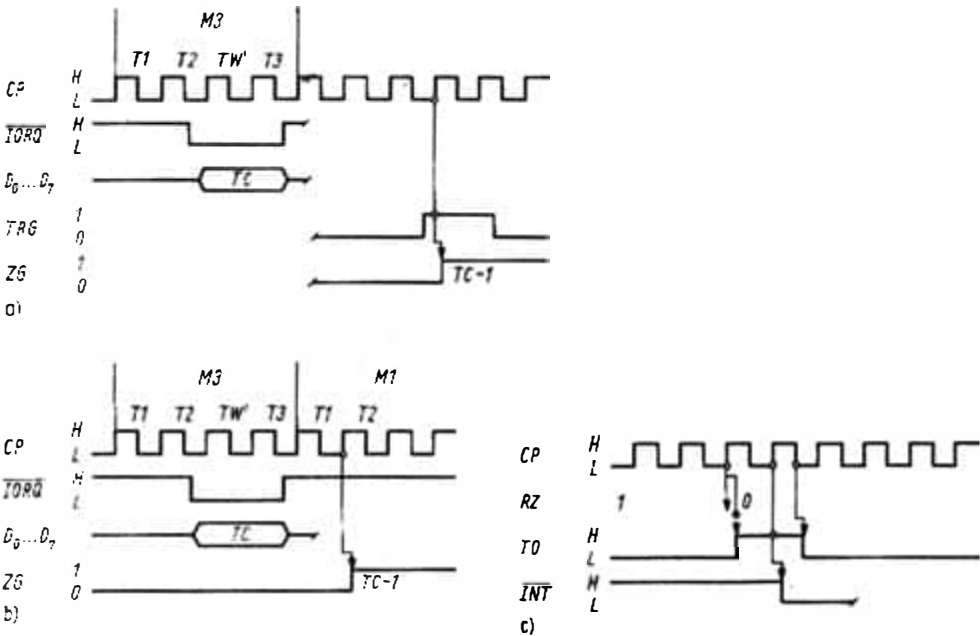 M3
T1 T2 TW' T3
CP H
L
IORQ H
L
D0...D7 TC
TRG 1
0
ZG 1
0
TC-1
a)
M3 M1
T1 T2 TW' T3 T1 T2
CP H
L
IORQ H
L
D0...D7 TC
ZG 1
0
TC-1
b)
CP H
L
RZ 1 0
TO H
L
INT H
L
c)